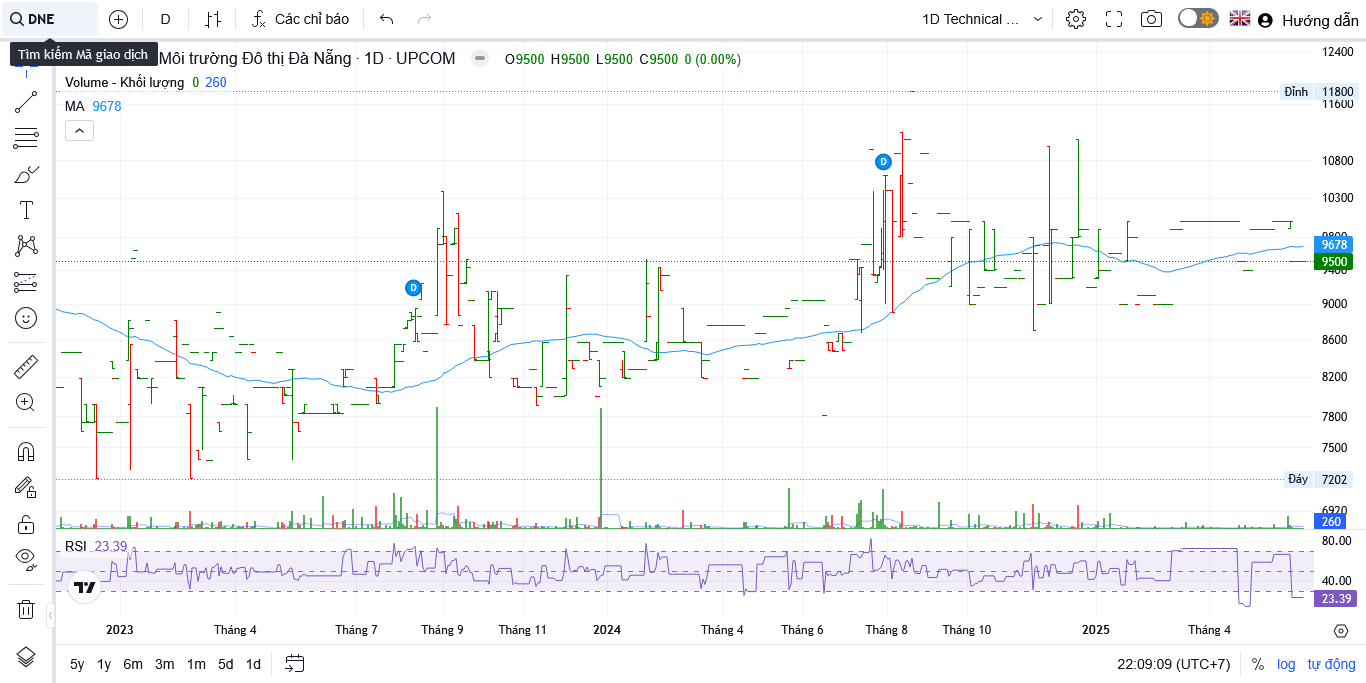 DNE D Các chỉ báo 1D Technical ... Hướng dẫn
Tìm kiếm Mã giao dịch Môi trường Đô thị Đà Nẵng · 1D · UPCOM O9500 H9500 L9500 C9500 0 (0.00%)
Volume - Khối lượng 0 260
MA 9678
12400
Đỉnh 11800
11600
10800
10300
9800
9678
9500
9400
9000
8600
8200
7800
7500
Đáy 7202
6920
260
D
D
RSI 23.39
80.00
40.00
23.39
2023 Tháng 4 Tháng 7 Tháng 9 Tháng 11 2024 Tháng 4 Tháng 6 Tháng 8 Tháng 10 2025 Tháng 4
5y 1y 6m 3m 1m 5d 1d 22:09:09 (UTC+7) % log tự động